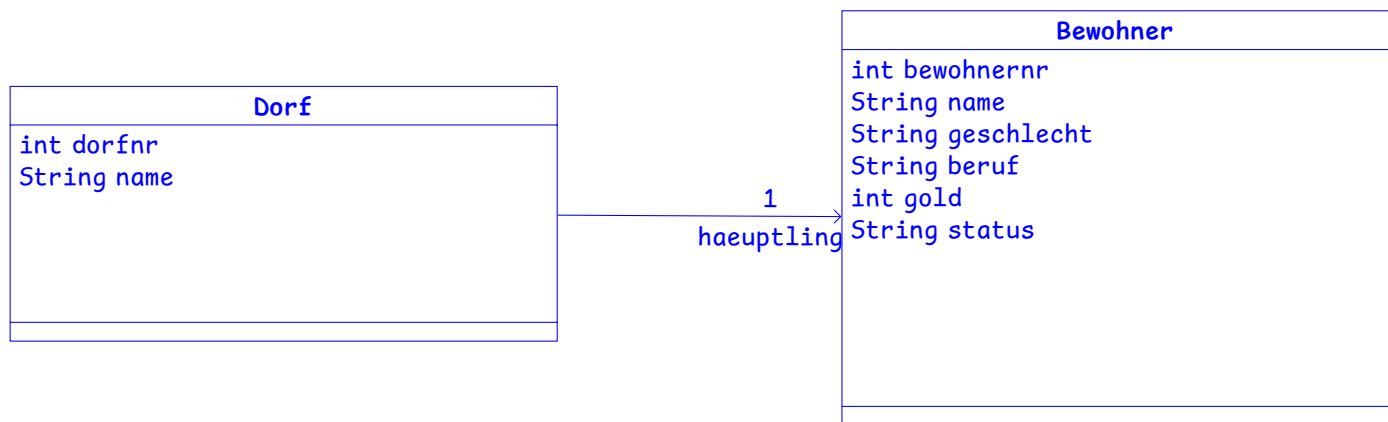 Dorf
int dorfnr
String name
1
haeuptling
Bewohner
int bewohnernr
String name
String geschlecht
String beruf
int gold
String status